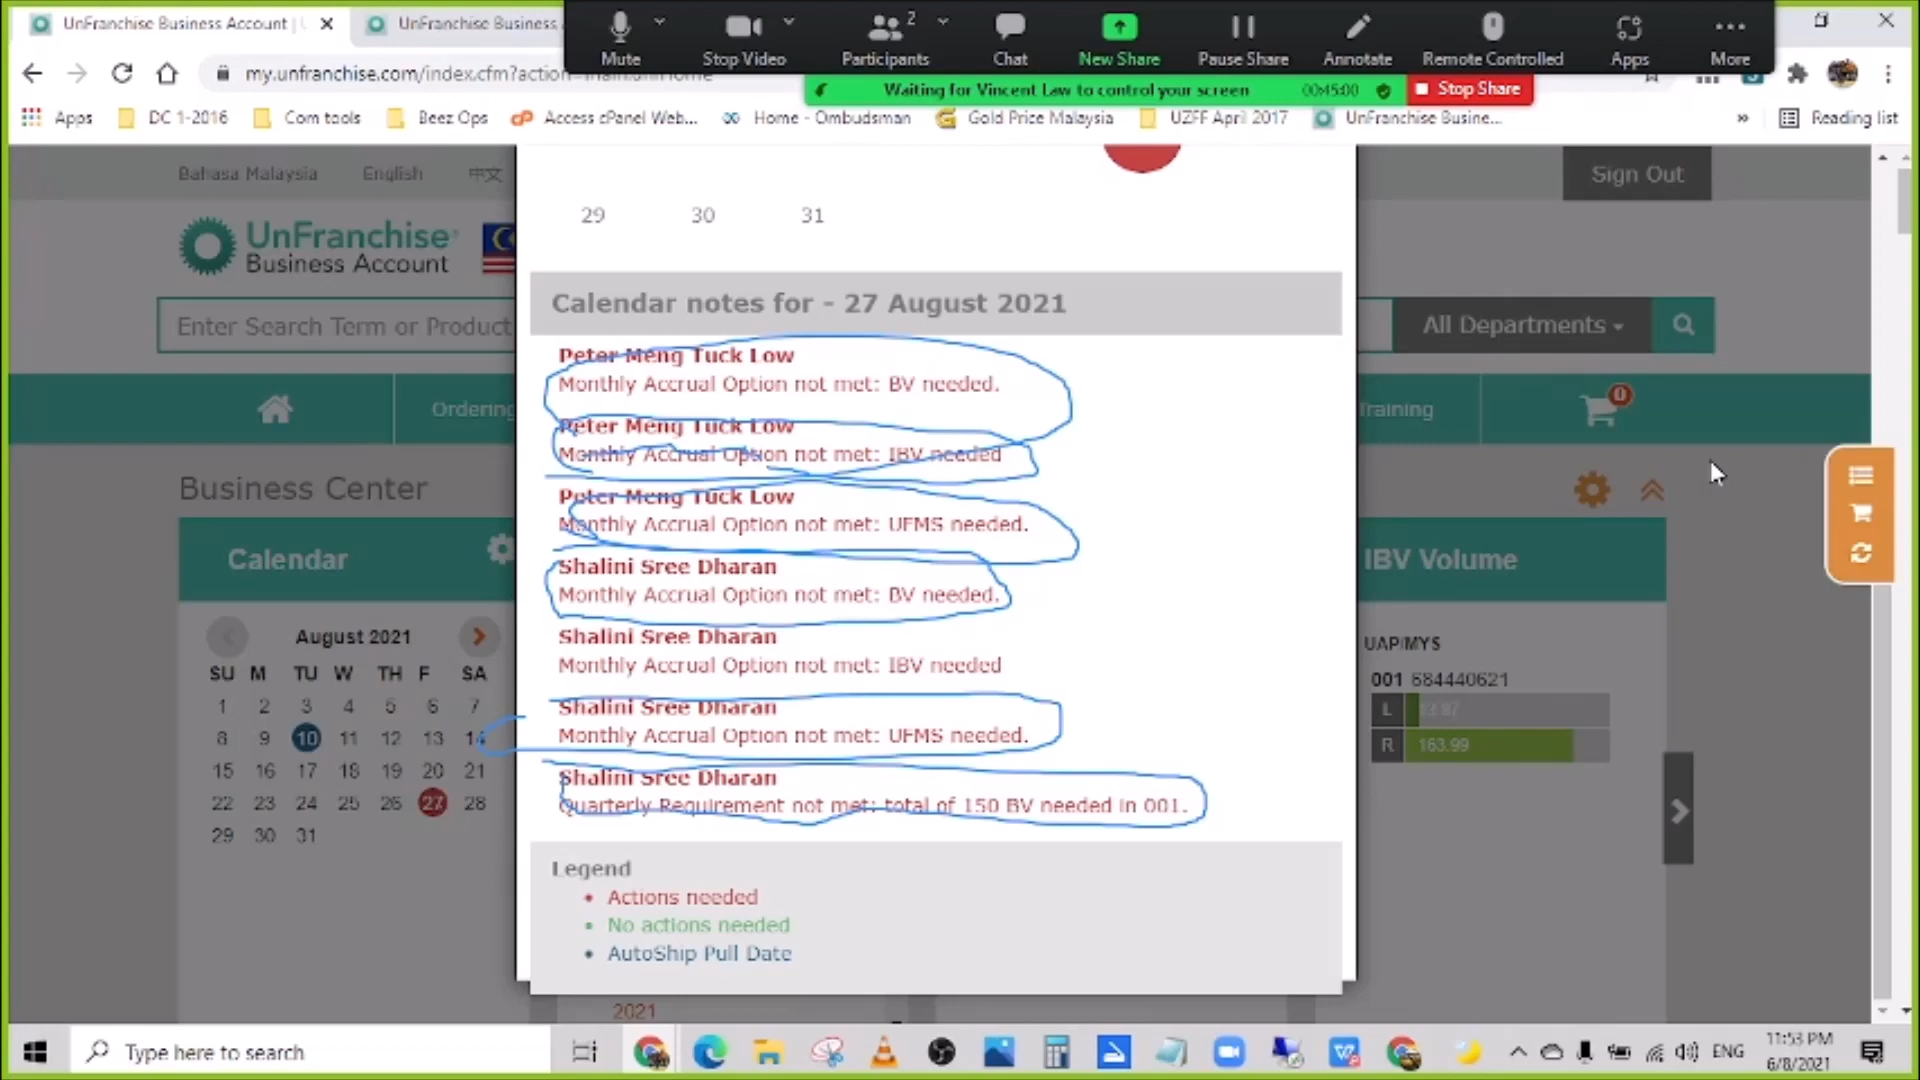 UnFranchise Business Account | U
UnFranchise Business
Mute
Stop Video
Participants
2
Chat
New Share
Pause Share
Annotate
Remote Controlled
Apps
More
my.unfranchise.com/index.cfm?action=main.unHome
Waiting for Vincent Law to control your screen
00:45:00
Stop Share
Apps
DC 1-2016
Com tools
Beez Ops
Access cPanel Web...
Home - Ombudsman
Gold Price Malaysia
UZFF April 2017
UnFranchise Busine...
»
Reading list
Bahasa Malaysia
English
中文
Sign Out
29 30 31
UnFranchise®
Business Account
Calendar notes for - 27 August 2021
Enter Search Term or Product
All Departments
Peter Meng Tuck Low
Monthly Accrual Option not met: BV needed.
Peter Meng Tuck Low
Monthly Accrual Option not met: IBV needed
Peter Meng Tuck Low
Monthly Accrual Option not met: UFMS needed.
Shalini Sree Dharan
Monthly Accrual Option not met: BV needed.
Shalini Sree Dharan
Monthly Accrual Option not met: IBV needed
Shalini Sree Dharan
Monthly Accrual Option not met: UFMS needed.
Shalini Sree Dharan
Quarterly Requirement not met: total of 150 BV needed in 001.
Legend
Actions needed
No actions needed
AutoShip Pull Date
2021
Ordering
Training
0
Business Center
Calendar
August 2021
SU M TU W TH F SA
1 2 3 4 5 6 7
8 9 10 11 12 13 14
15 16 17 18 19 20 21
22 23 24 25 26 27 28
29 30 31
IBV Volume
UAP/MYS
001 684440621
L
R 163.99
Type here to search
ENG
11:53 PM
6/8/2021